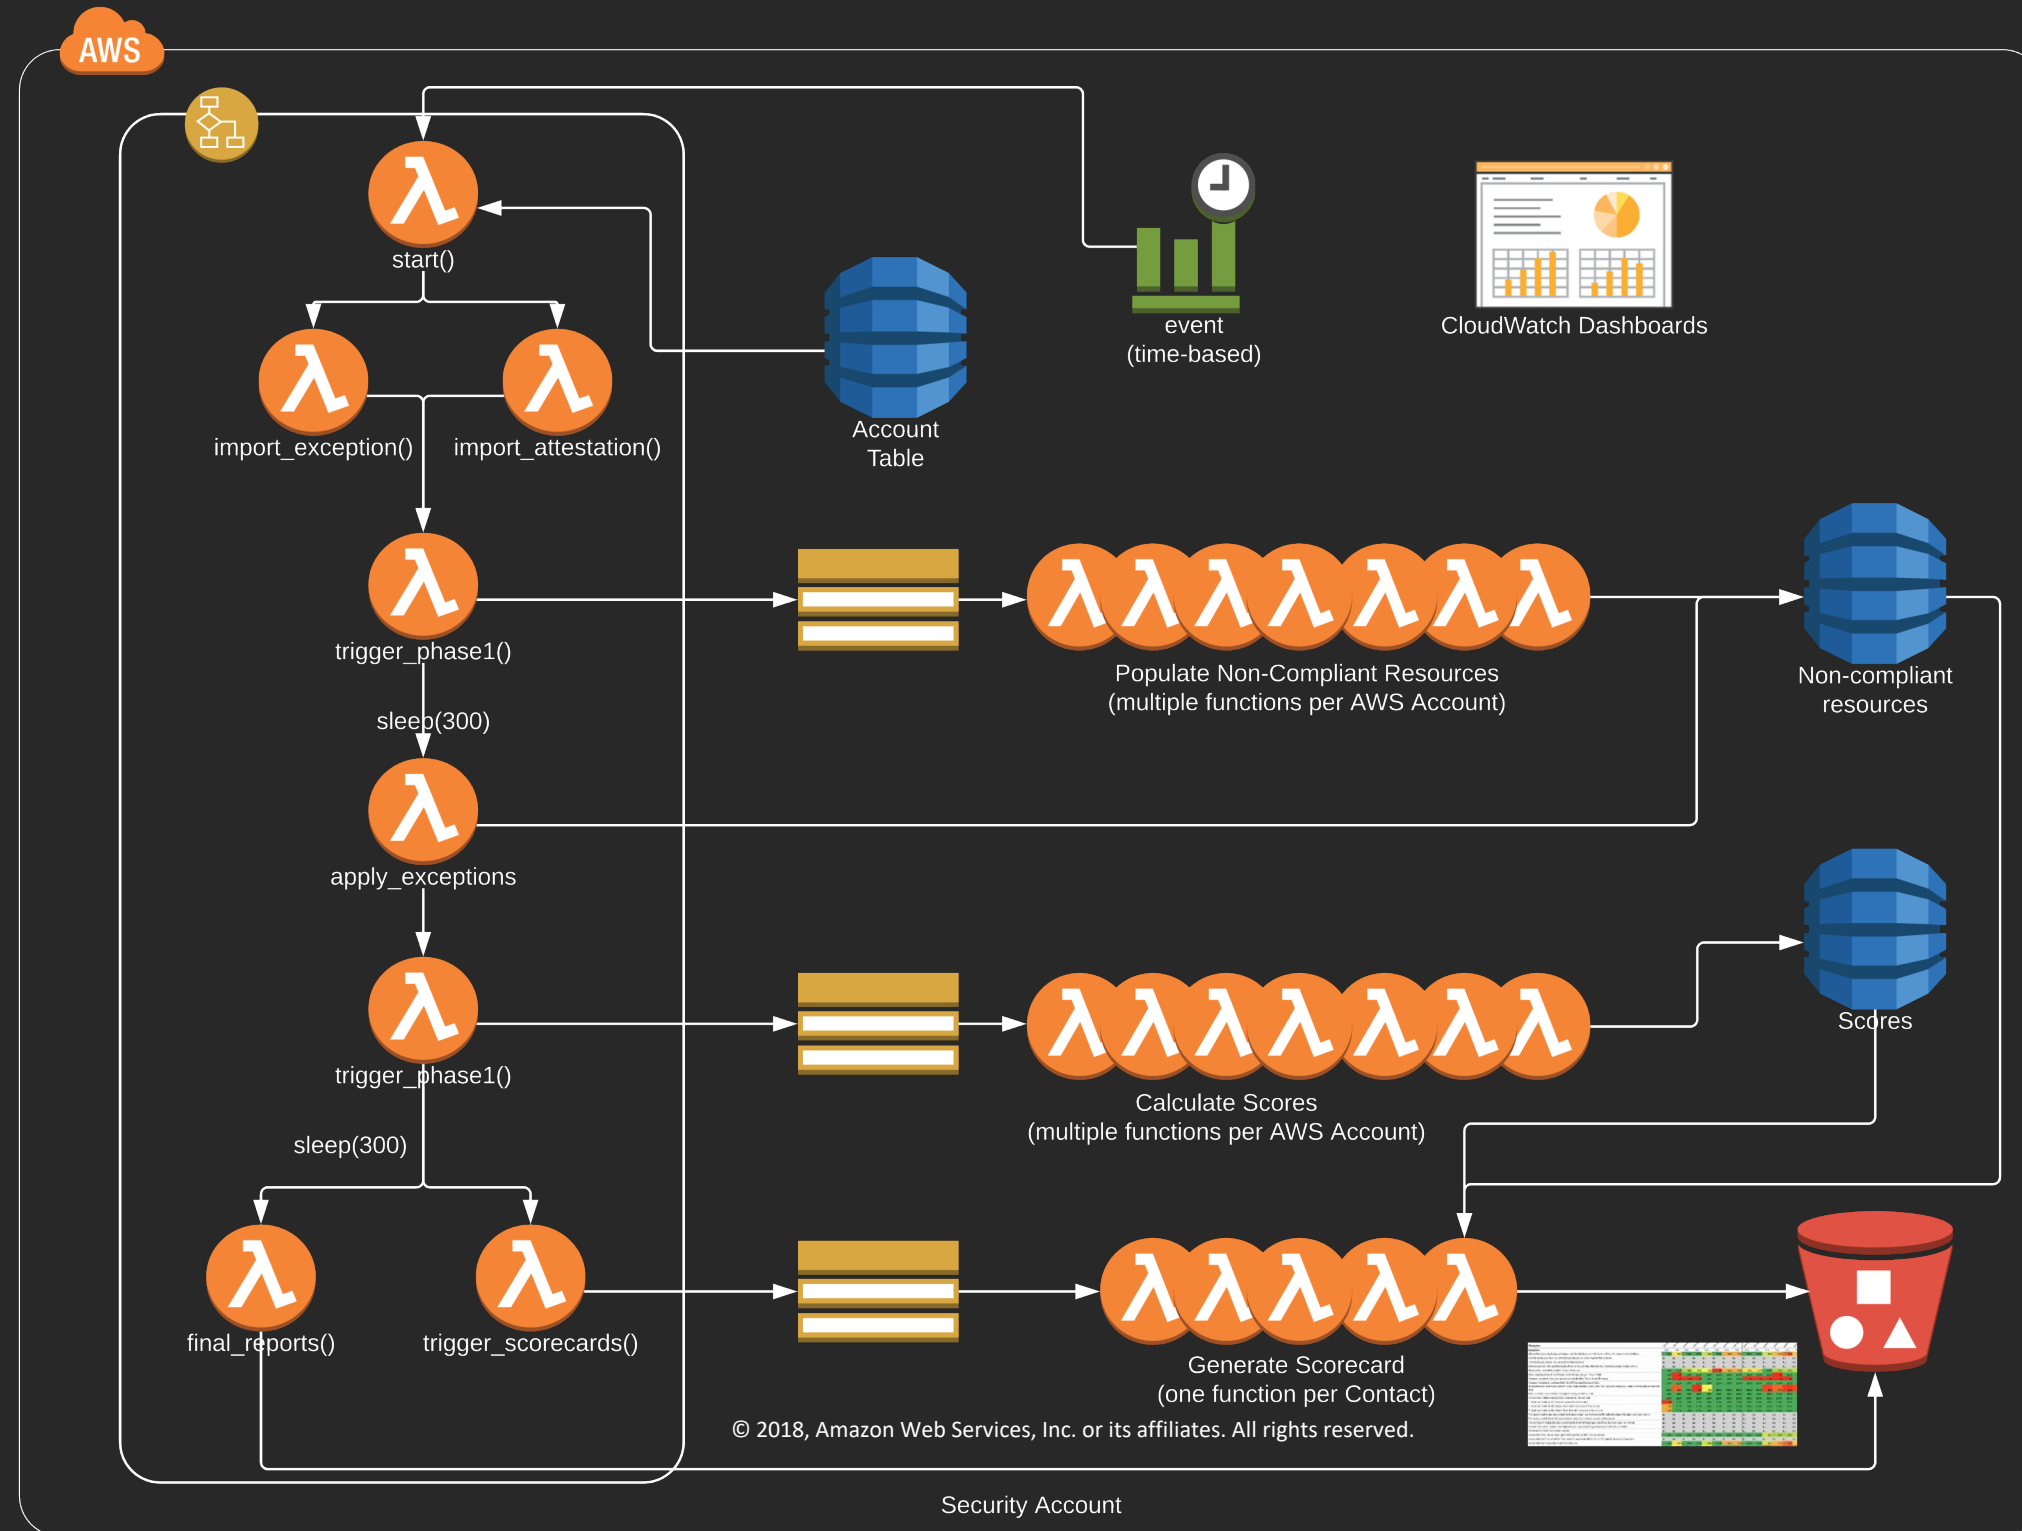 AWS
start()
import_exception()
import_attestation()
Account
Table
event
(time-based)
CloudWatch Dashboards
trigger_phase1()
sleep(300)
Populate Non-Compliant Resources
(multiple functions per AWS Account)
Non-compliant
resources
apply_exceptions
trigger_phase1()
sleep(300)
Calculate Scores
(multiple functions per AWS Account)
Scores
final_reports()
trigger_scorecards()
Generate Scorecard
(one function per Contact)
© 2018, Amazon Web Services, Inc. or its affiliates. All rights reserved.
Security Account